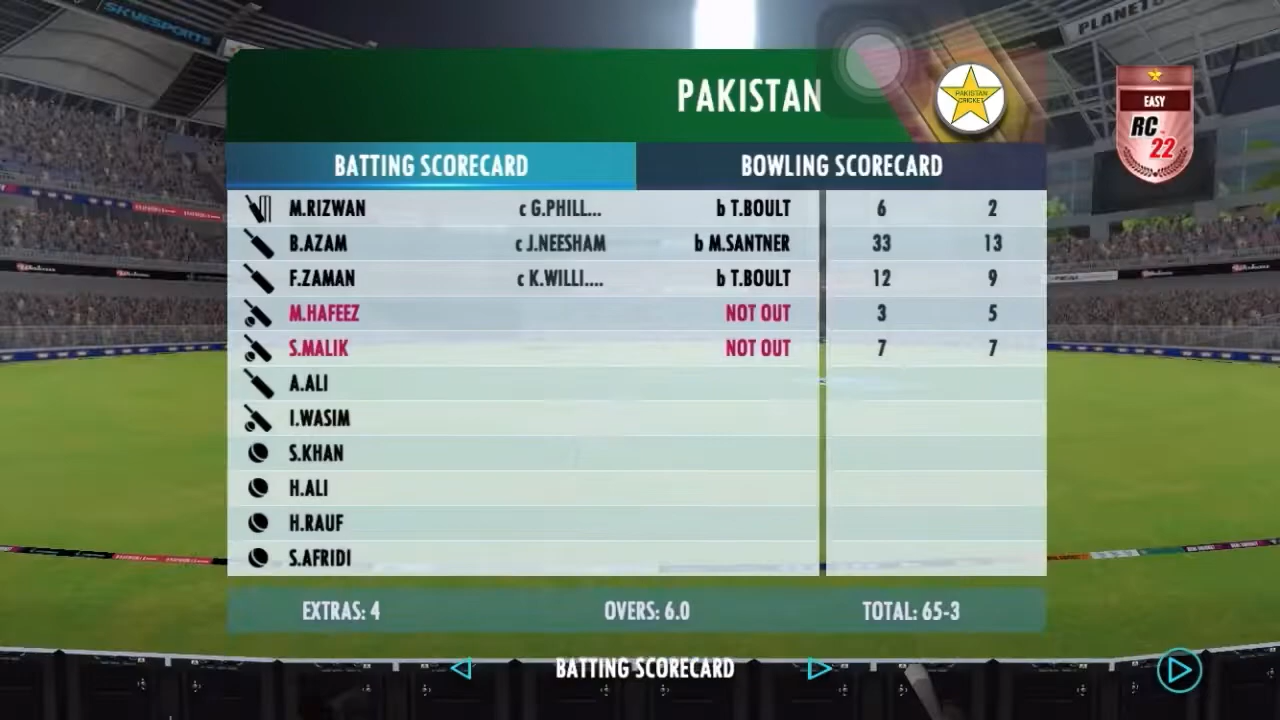 SKYESPORTS
PLANET
PAKISTAN
PAKISTAN
CRICKET
EASY
RC
22
BATTING SCORECARD BOWLING SCORECARD
M.RIZWAN c G.PHILL... b T.BOULT 6 2
B.AZAM c J.NEESHAM b M.SANTNER 33 13
F.ZAMAN c K.WILLI.... b T.BOULT 12 9
M.HAFEEZ NOT OUT 3 5
S.MALIK NOT OUT 7 7
A.ALI
I.WASIM
S.KHAN
H.ALI
H.RAUF
S.AFRIDI
EXTRAS: 4 OVERS: 6.0 TOTAL: 65-3
BATTING SCORECARD